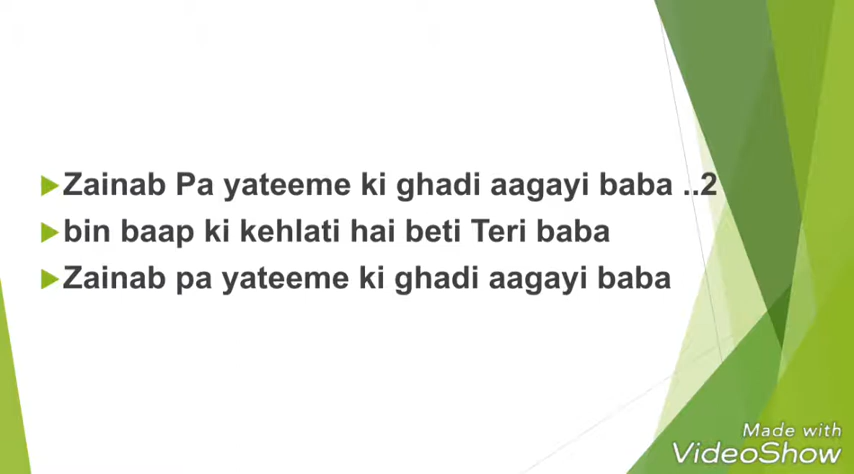 Zainab Pa yateeme ki ghadi aagayi baba ..2
bin baap ki kehlati hai beti Teri baba
Zainab pa yateeme ki ghadi aagayi baba
Made with
VideoShow